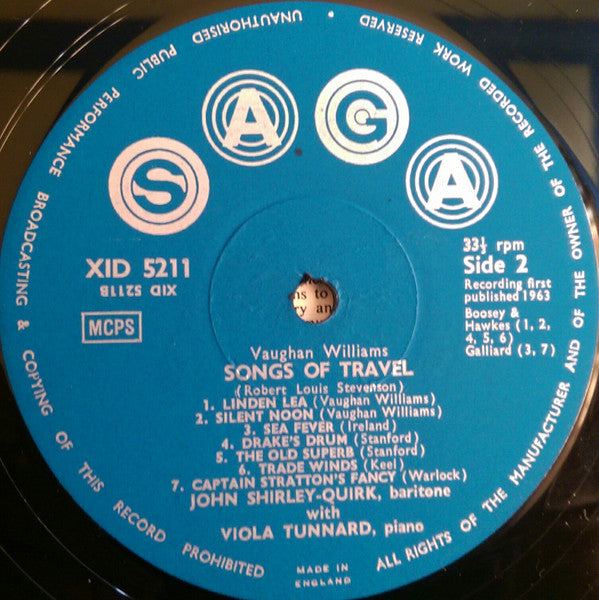 SAGA
XID 5211
XID 5211B
MCPS
33⅓ rpm
Side 2
Recording first
published 1963
Boosey &
Hawkes (1, 2,
4, 5, 6)
Galliard (3, 7)
ns to
ry an
Vaughan Williams
SONGS OF TRAVEL
(Robert Louis Stevenson)
1. LINDEN LEA (Vaughan Williams)
2. SILENT NOON (Vaughan Williams)
3. SEA FEVER (Ireland)
4. DRAKE'S DRUM (Stanford)
5. THE OLD SUPERB (Stanford)
6. TRADE WINDS (Keel)
7. CAPTAIN STRATTON'S FANCY (Warlock)
JOHN SHIRLEY-QUIRK, baritone
with
VIOLA TUNNARD, piano
MADE IN
ENGLAND
ALL RIGHTS OF THE MANUFACTURER AND OF THE OWNER OF THE RECORDED WORK RESERVED • UNAUTHORISED PUBLIC PERFORMANCE BROADCASTING & COPYING OF THIS RECORD PROHIBITED